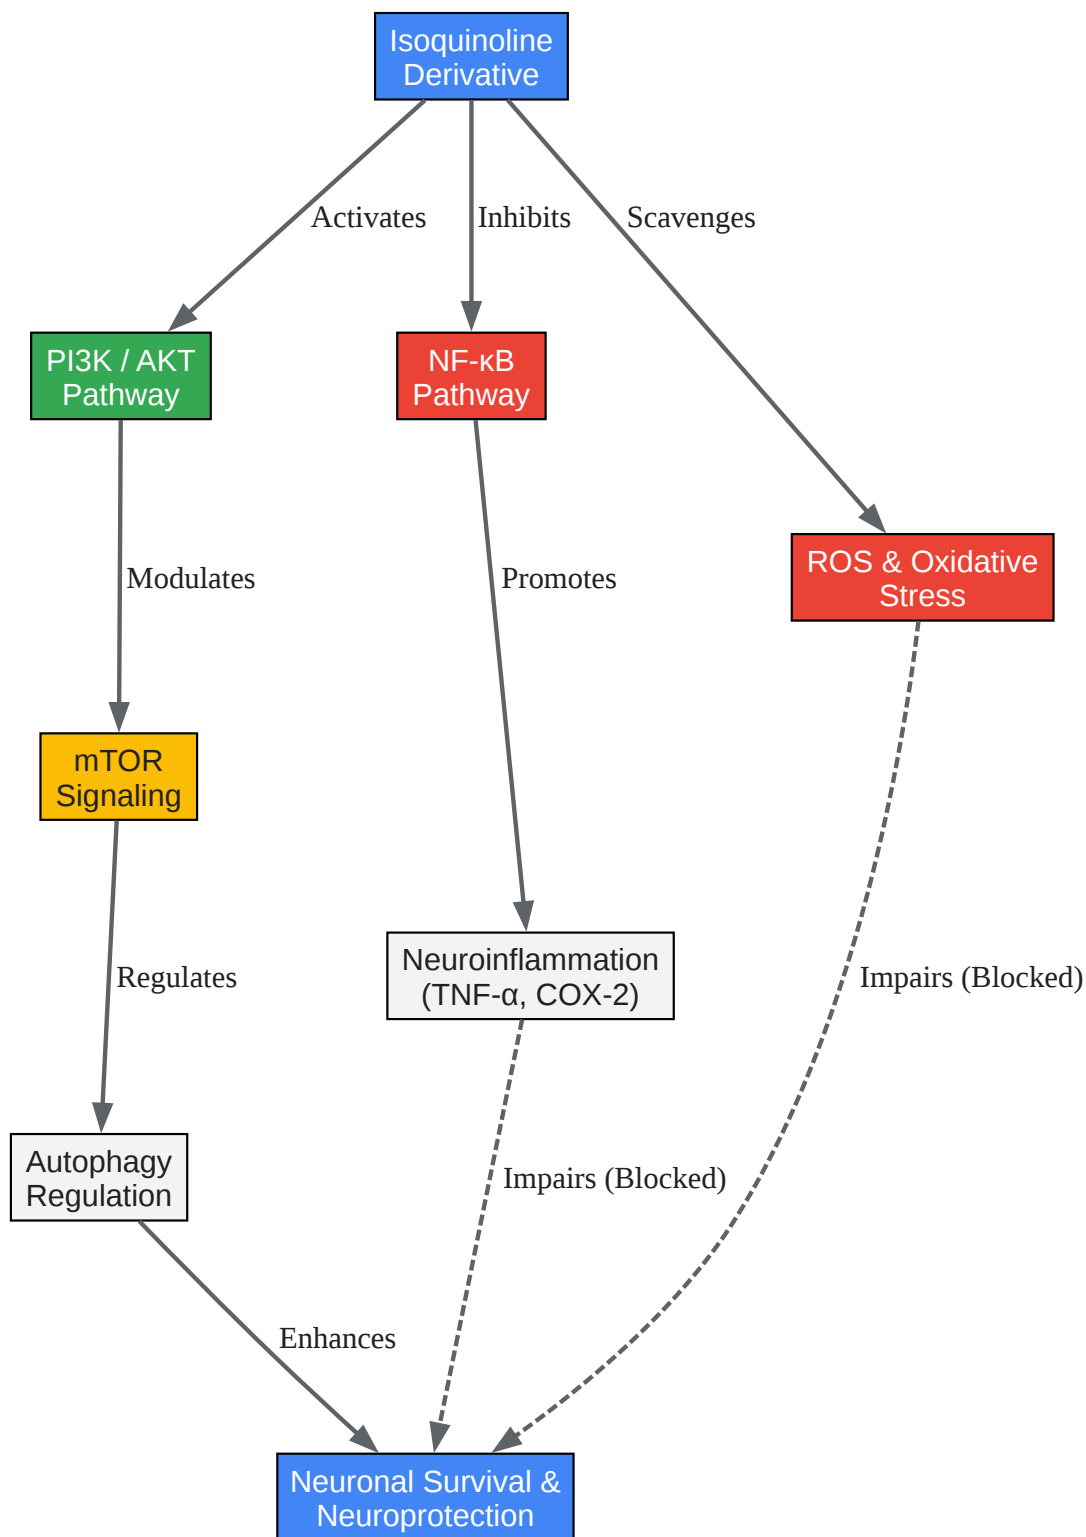 Isoquinoline
Derivative
Activates
Inhibits
Scavenges
PI3K / AKT
Pathway
NF-κB
Pathway
ROS & Oxidative
Stress
Modulates
Promotes
mTOR
Signaling
Neuroinflammation
(TNF-α, COX-2)
Regulates
Impairs (Blocked)
Autophagy
Regulation
Impairs (Blocked)
Enhances
Neuronal Survival &
Neuroprotection